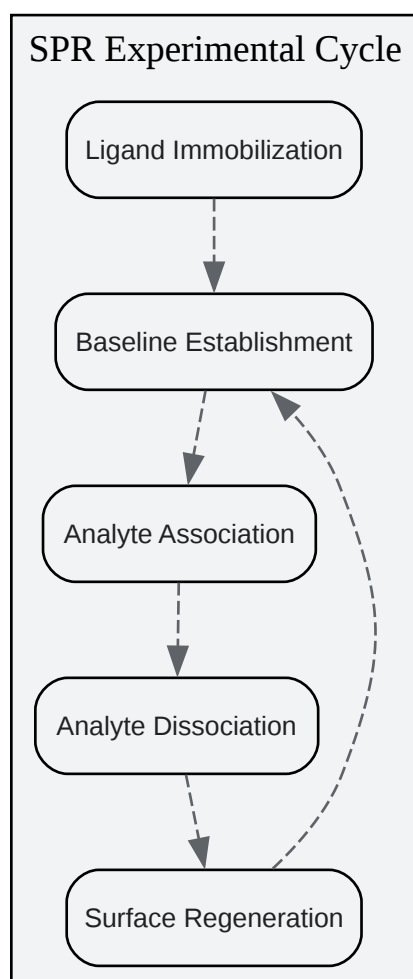 SPR Experimental Cycle
Ligand Immobilization
Baseline Establishment
Analyte Association
Analyte Dissociation
Surface Regeneration